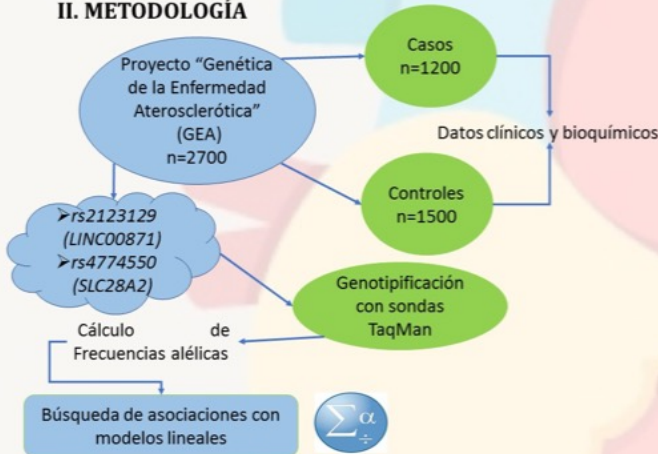 II. METODOLOGÍA
Proyecto “Genética
de la Enfermedad
Aterosclerótica”
(GEA)
n=2700
Casos
n=1200
Datos clínicos y bioquímicos
Controles
n=1500
➢rs2123129
(LINC00871)
➢rs4774550
(SLC28A2)
Genotipificación
con sondas
TaqMan
Cálculo de
Frecuencias alélicas
Búsqueda de asociaciones con
modelos lineales
Σ α
÷